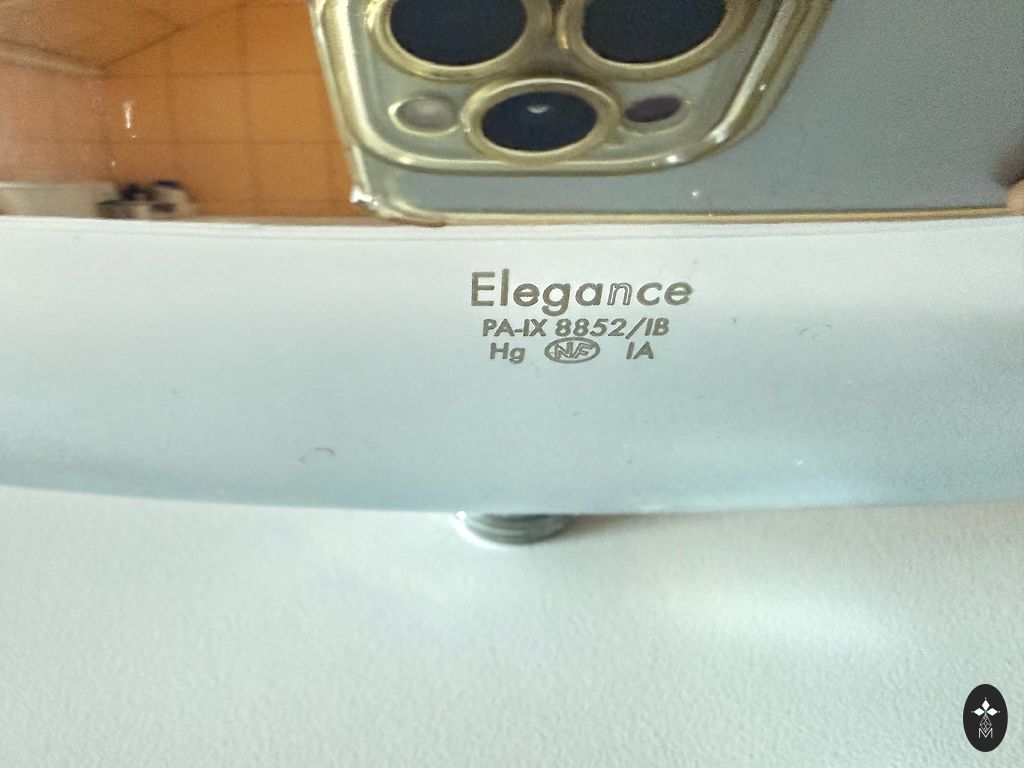 Elegance
PA-IX 8852/IB
Hg NF IA
M